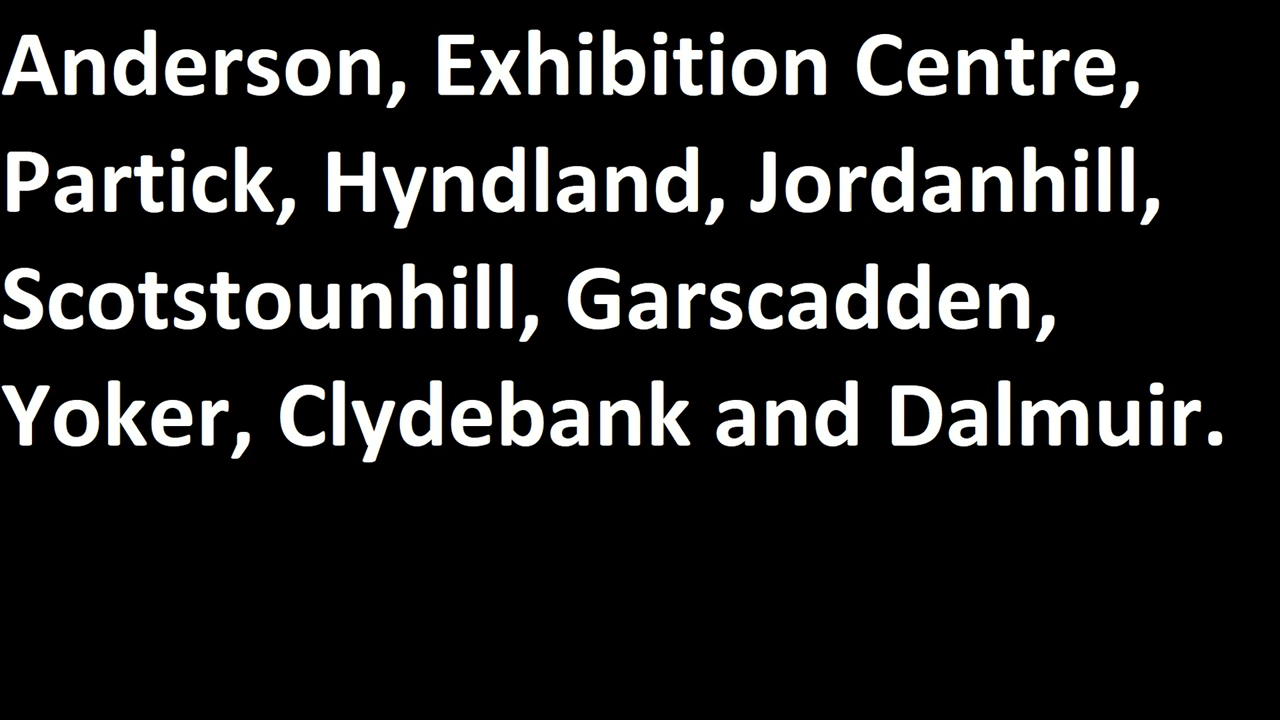 Anderson, Exhibition Centre,
Partick, Hyndland, Jordanhill,
Scotstounhill, Garscadden,
Yoker, Clydebank and Dalmuir.